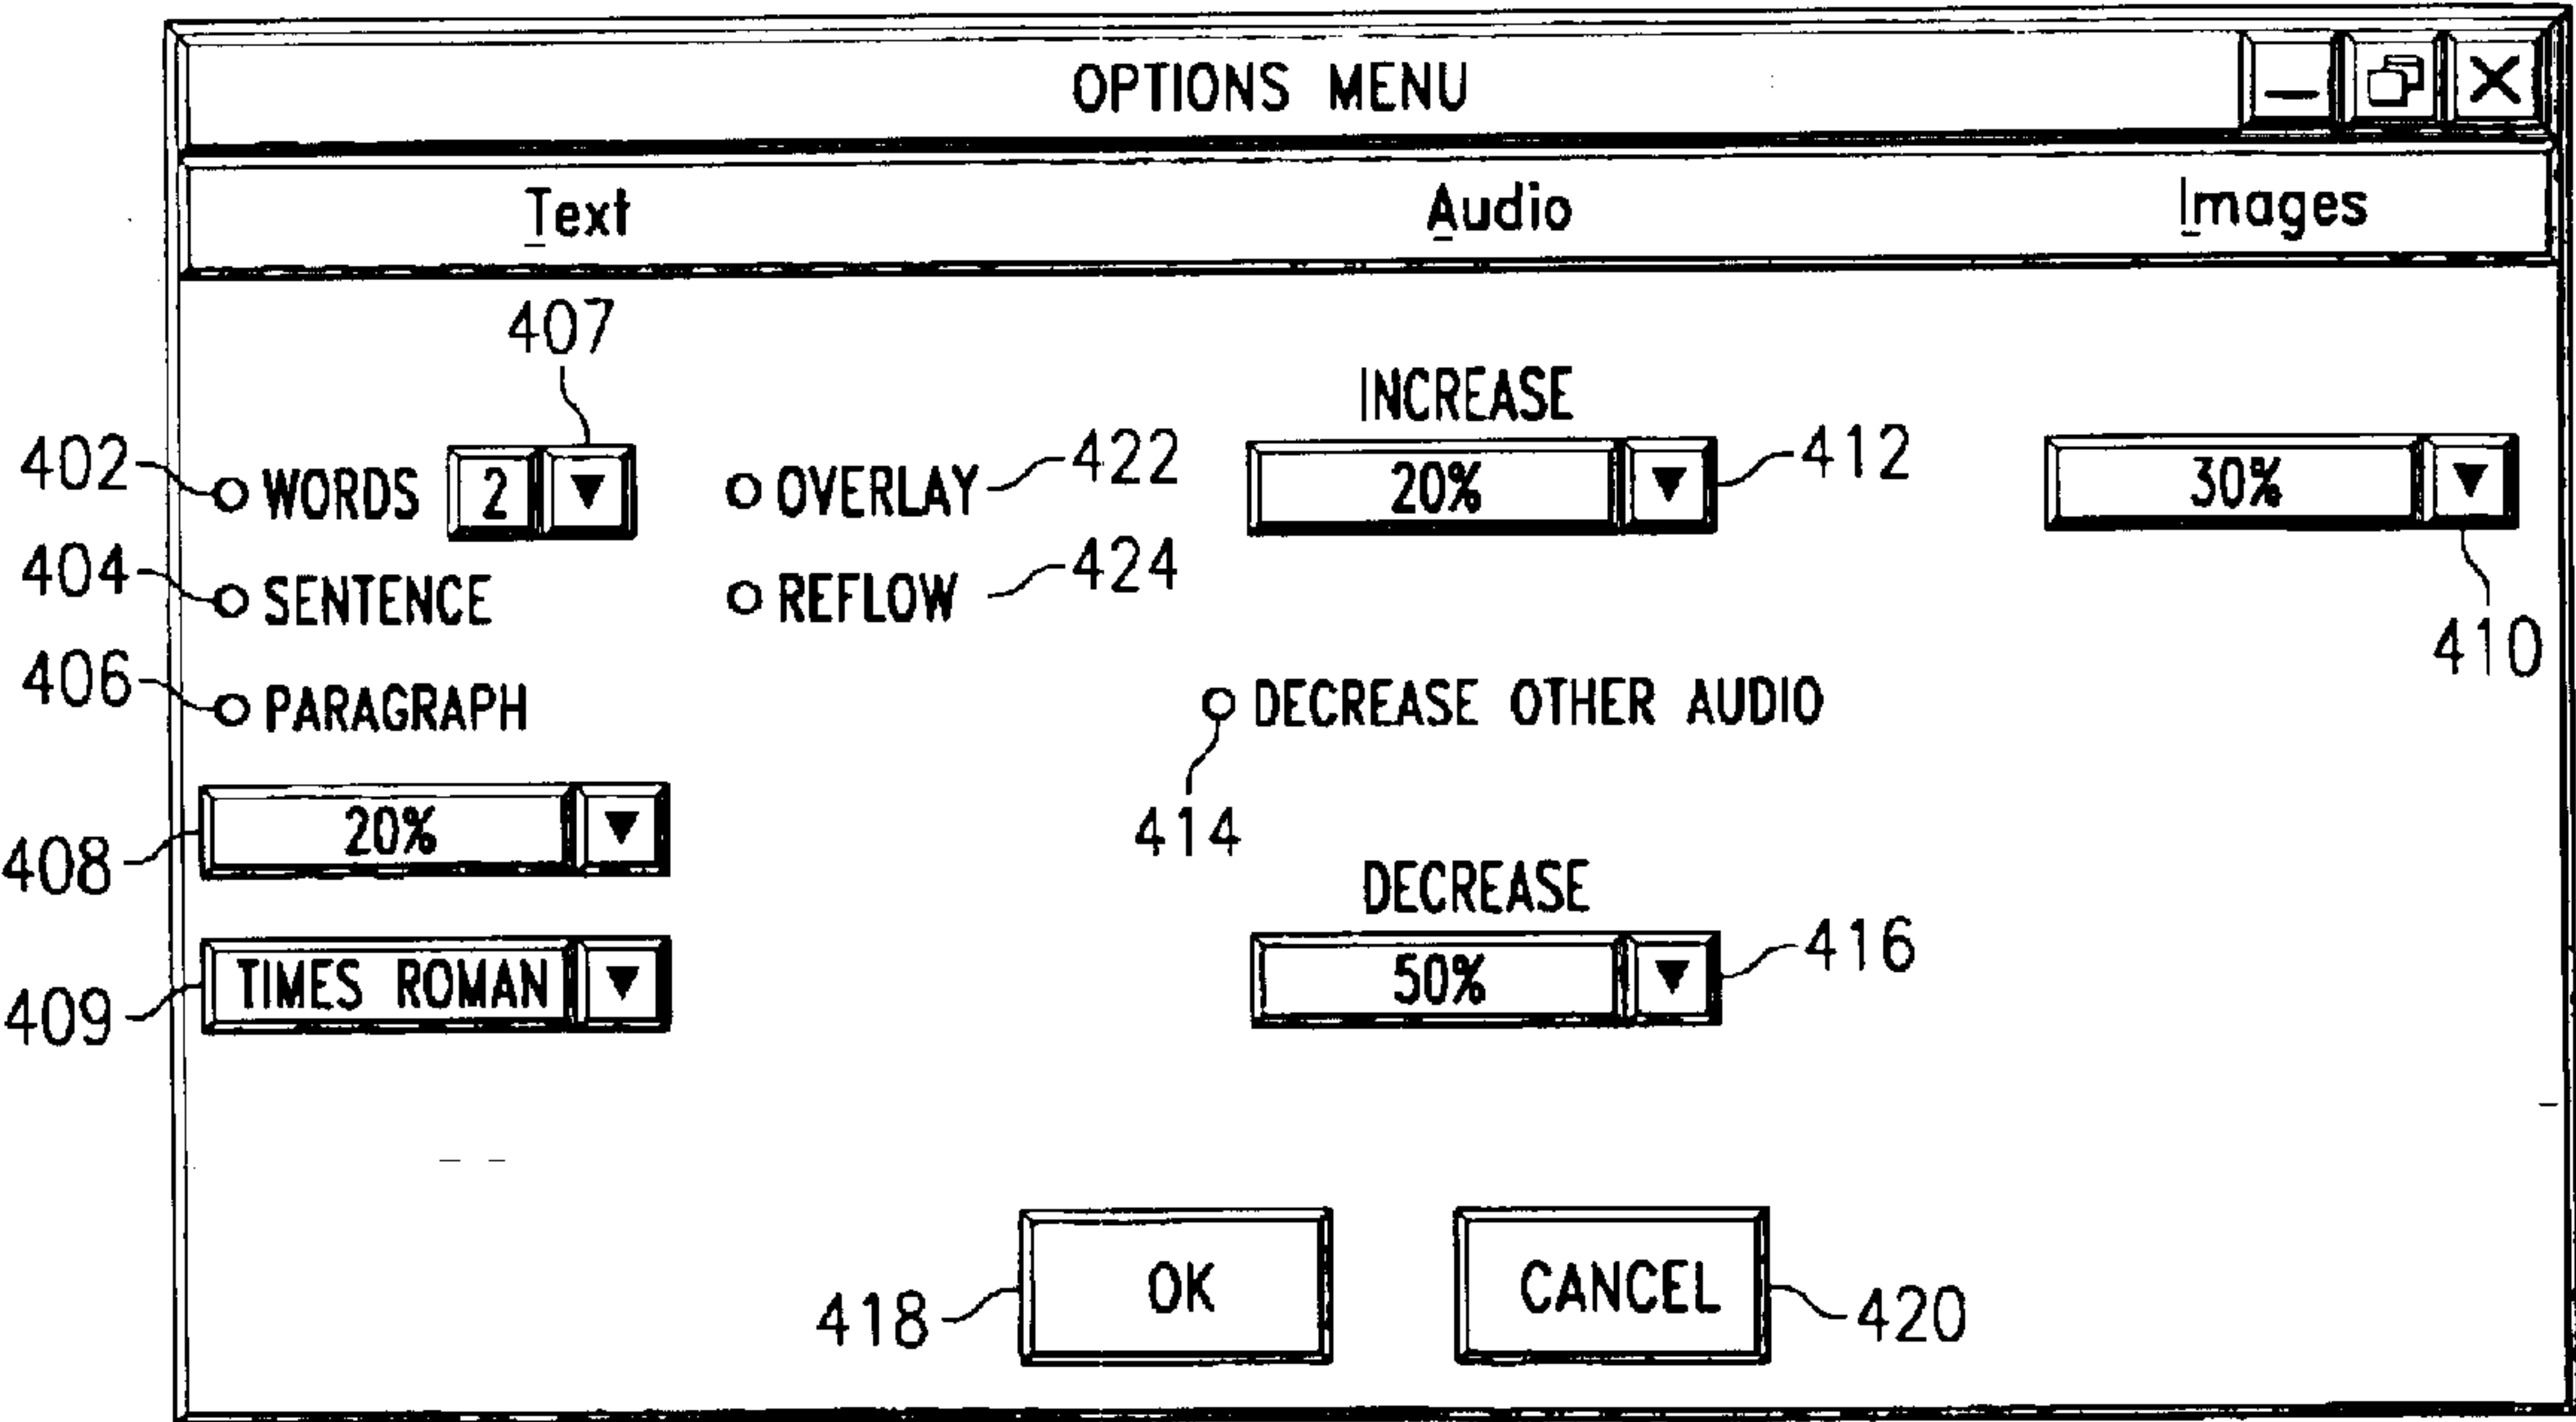 OPTIONS MENU
Text Audio Images
407
INCREASE
402 WORDS 2 OVERLAY 422 20% 412 30%
404 SENTENCE REFLOW 424
410
406 PARAGRAPH DECREASE OTHER AUDIO
408 20% 414
DECREASE
409 TIMES ROMAN 50% 416
418 OK CANCEL 420